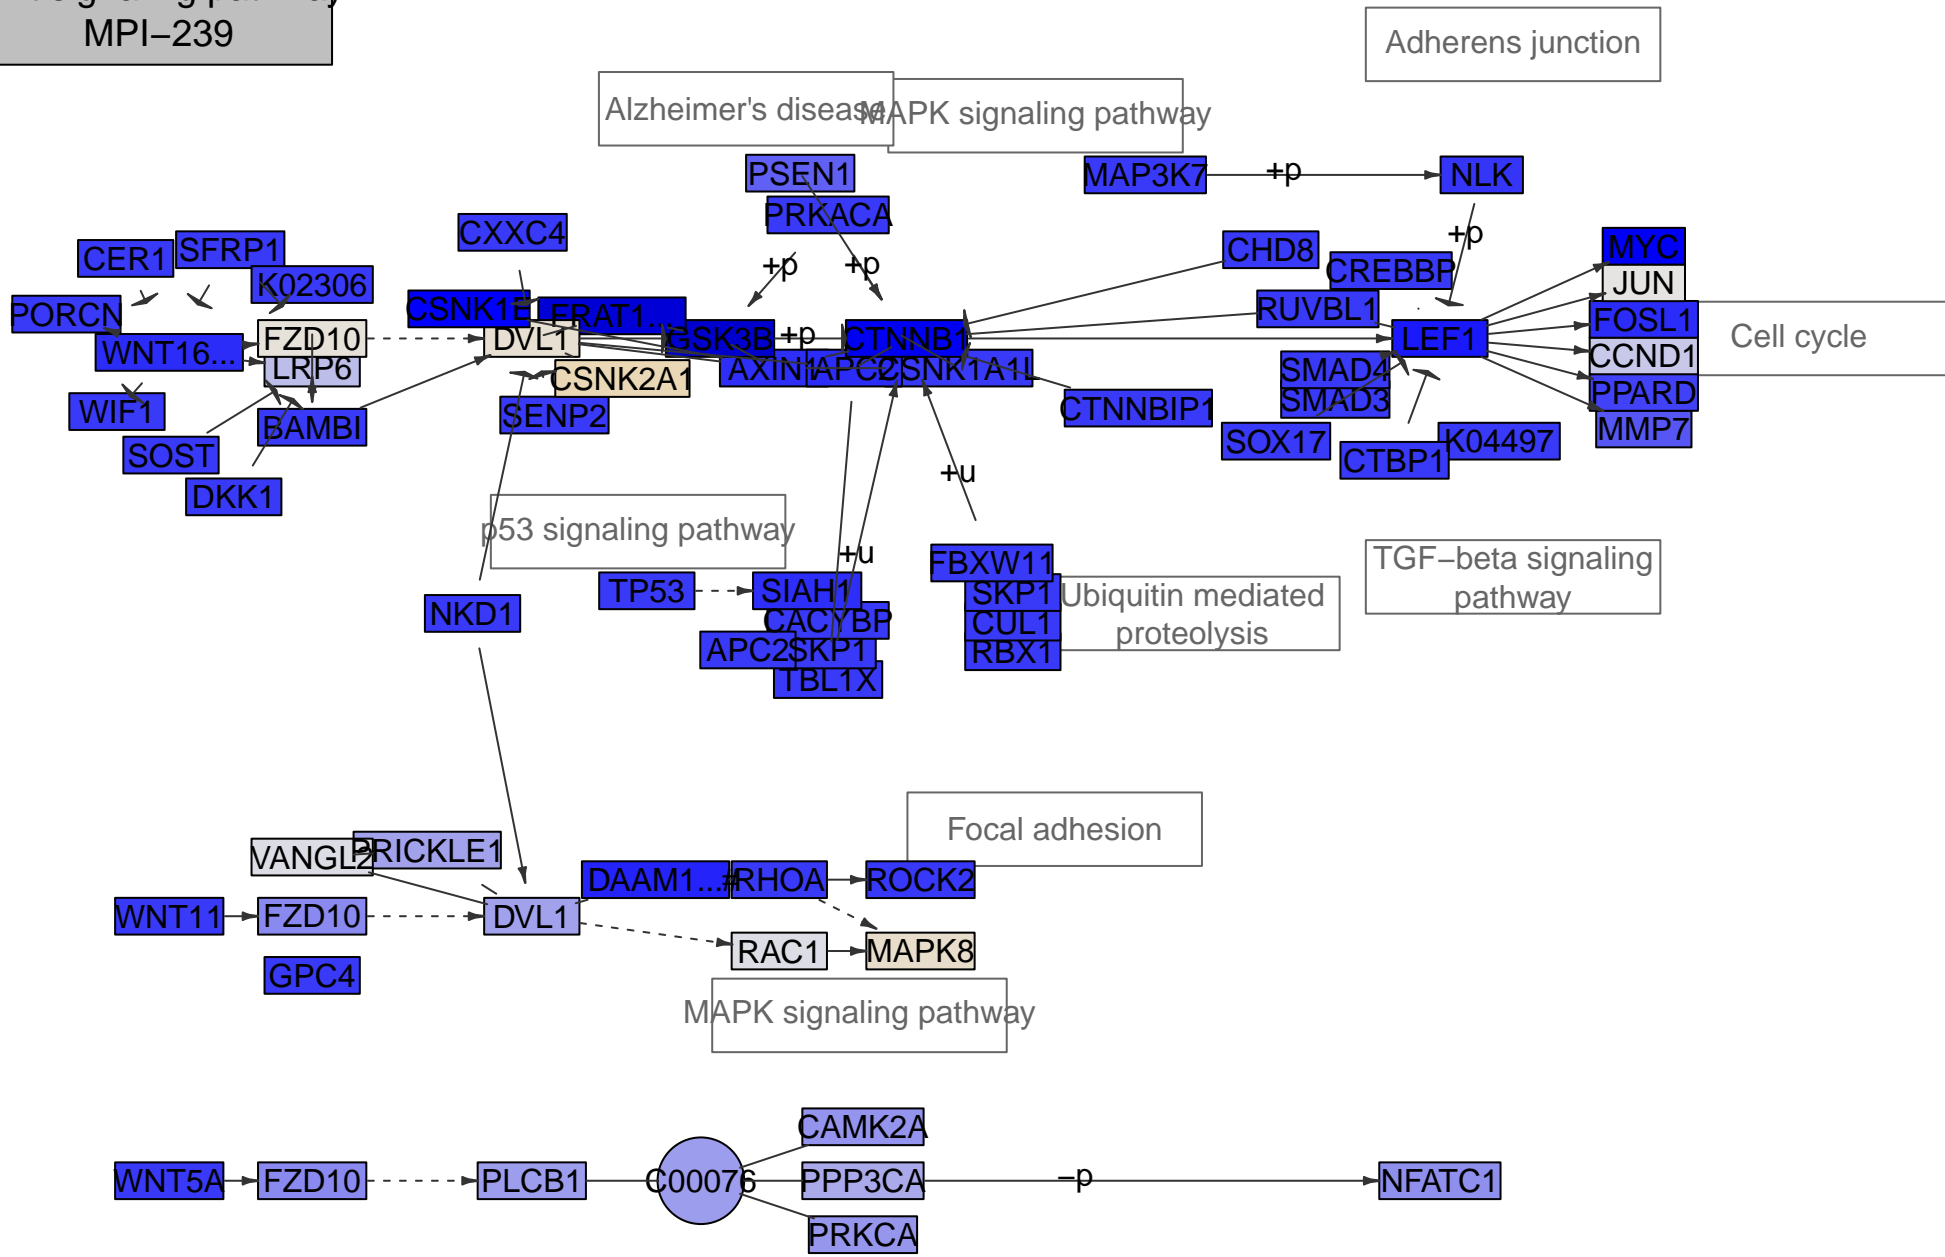 signaling pathway
MPI−239
Adherens junction
Alzheimer's disease
MAPK signaling pathway
PSEN1
MAP3K7
+p
NLK
PRKACA
CXXC4
CER1
SFRP1
K02306
+p
+p
CHD8
CREBBP
+p
MYC
JUN
PORCN
CSNK1E
FRAT1...
RUVBL1
FOSL1
WNT16...
FZD10
DVL1
GSK3B
+p
CTNNB1
LEF1
Cell cycle
CCND1
LRP6
AXIN1
APC2
CSNK1A1L
CSNK2A1
SMAD4
PPARD
WIF1
SENP2
CTNNBIP1
SMAD3
BAMBI
MMP7
SOST
SOX17
K04497
CTBP1
DKK1
+u
p53 signaling pathway
+u
FBXW11
TGF−beta signaling
pathway
TP53
SIAH1
SKP1
Ubiquitin mediated
proteolysis
NKD1
CACYBP
CUL1
APC2
SKP1
RBX1
TBL1X
Focal adhesion
VANGL2
PRICKLE1
DAAM1...
RHOA
ROCK2
WNT11
FZD10
DVL1
RAC1
MAPK8
GPC4
MAPK signaling pathway
CAMK2A
WNT5A
FZD10
PLCB1
C00076
PPP3CA
−p
NFATC1
PRKCA